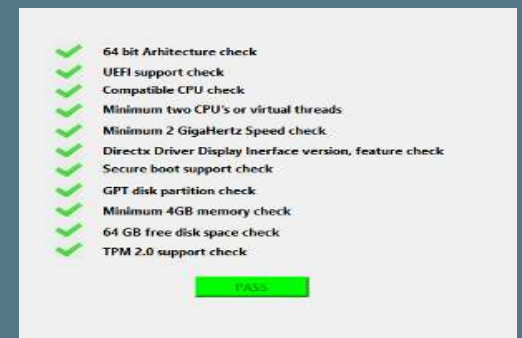 64 bit Arhitecture check
UEFI support check
Compatible CPU check
Minimum two CPU's or virtual threads
Minimum 2 GigaHertz Speed check
Directx Driver Display Inerface version, feature check
Secure boot support check
GPT disk partition check
Minimum 4GB memory check
64 GB free disk space check
TPM 2.0 support check
PASS